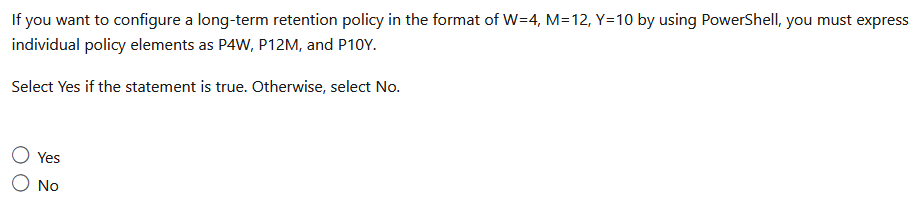 If you want to configure a long-term retention policy in the format of W=4, M=12, Y=10 by using PowerShell, you must express
individual policy elements as P4W, P12M, and P10Y.
Select Yes if the statement is true. Otherwise, select No.
Yes
No